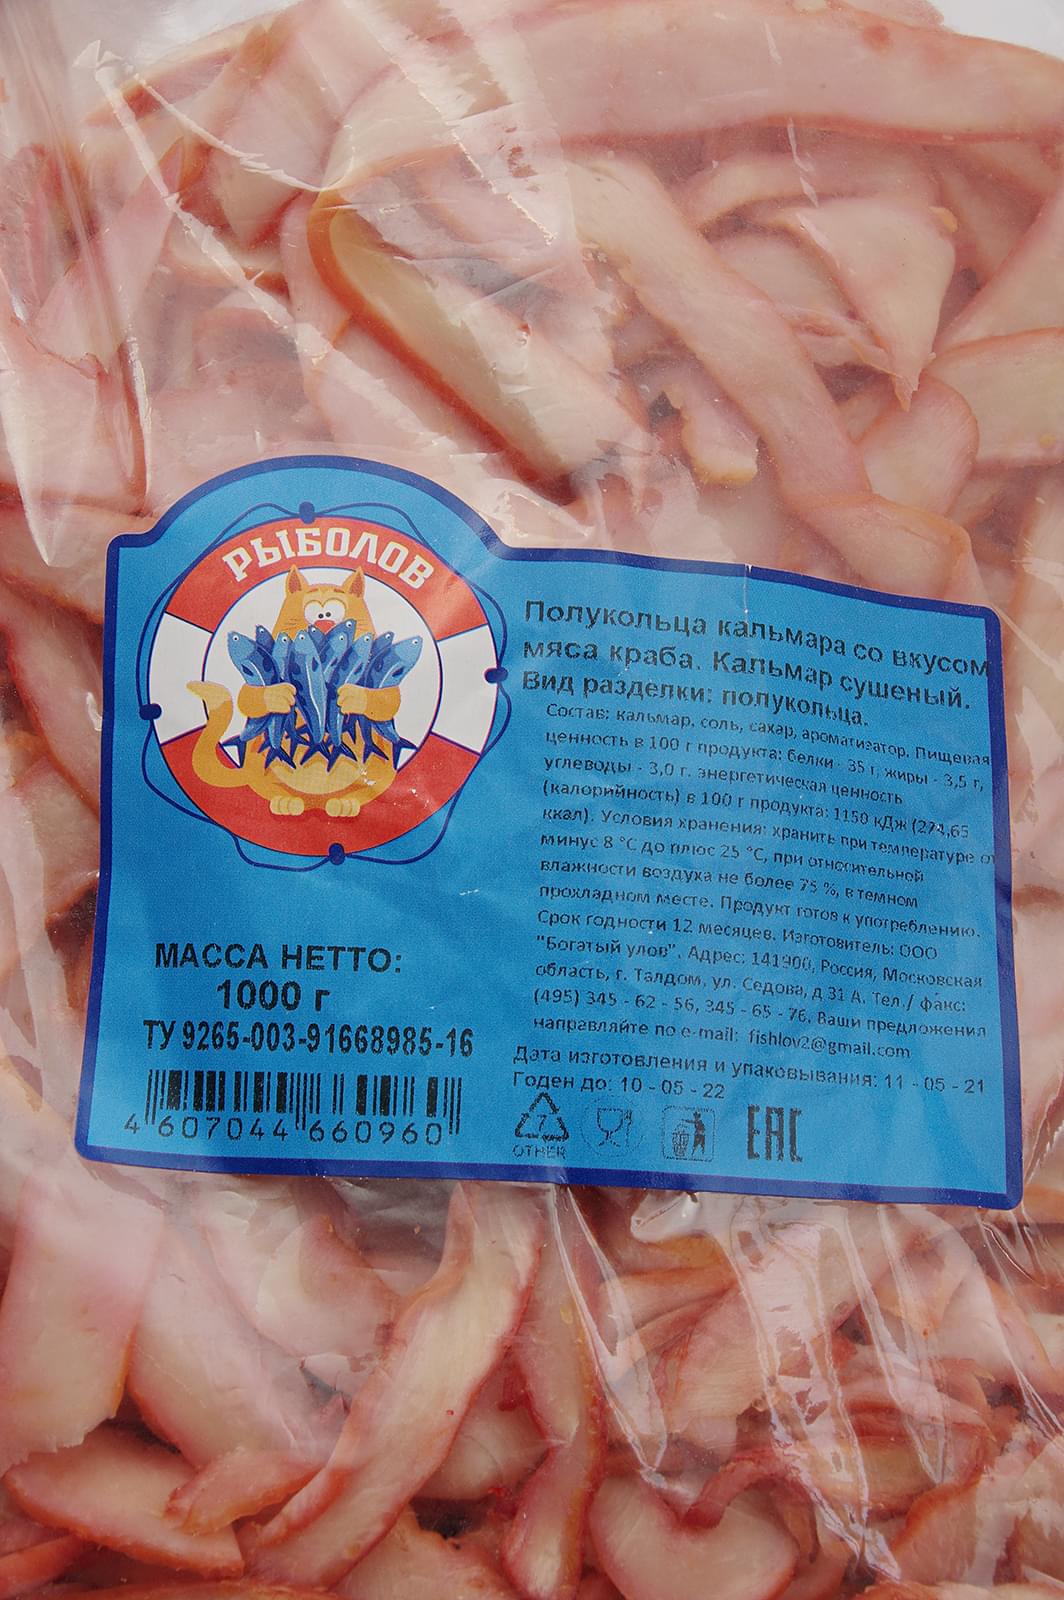 РЫБОЛОВ
Полукольца кальмара со вкусом
мяса краба. Кальмар сушеный.
Вид разделки: полукольца.
Состав: кальмар, соль, сахар, ароматизатор. Пищевая
ценность в 100 г продукта: белки - 35 г, жиры - 3,5 г,
углеводы - 3,0 г. энергетическая ценность
(калорийность) в 100 г продукта: 1150 кДж (274,65
ккал). Условия хранения: хранить при температуре от
минус 8 °С до плюс 25 °С, при относительной
влажности воздуха не более 75 %, в темном
прохладном месте. Продукт готов к употреблению.
Срок годности 12 месяцев. Изготовитель: ООО
"Богатый улов". Адрес: 141900, Россия, Московская
область, г. Талдом, ул. Седова, д 31 А. Тел./ факс:
(495) 345 - 62 - 56, 345 - 65 - 76. Ваши предложения
направляйте по e-mail: fishlov2@gmail.com
Дата изготовления и упаковывания: 11 - 05 - 21
Годен до: 10 - 05 - 22
МАССА НЕТТО:
1000 г
ТУ 9265-003-91668985-16
4 607044 660960
7
OTHER
EAC